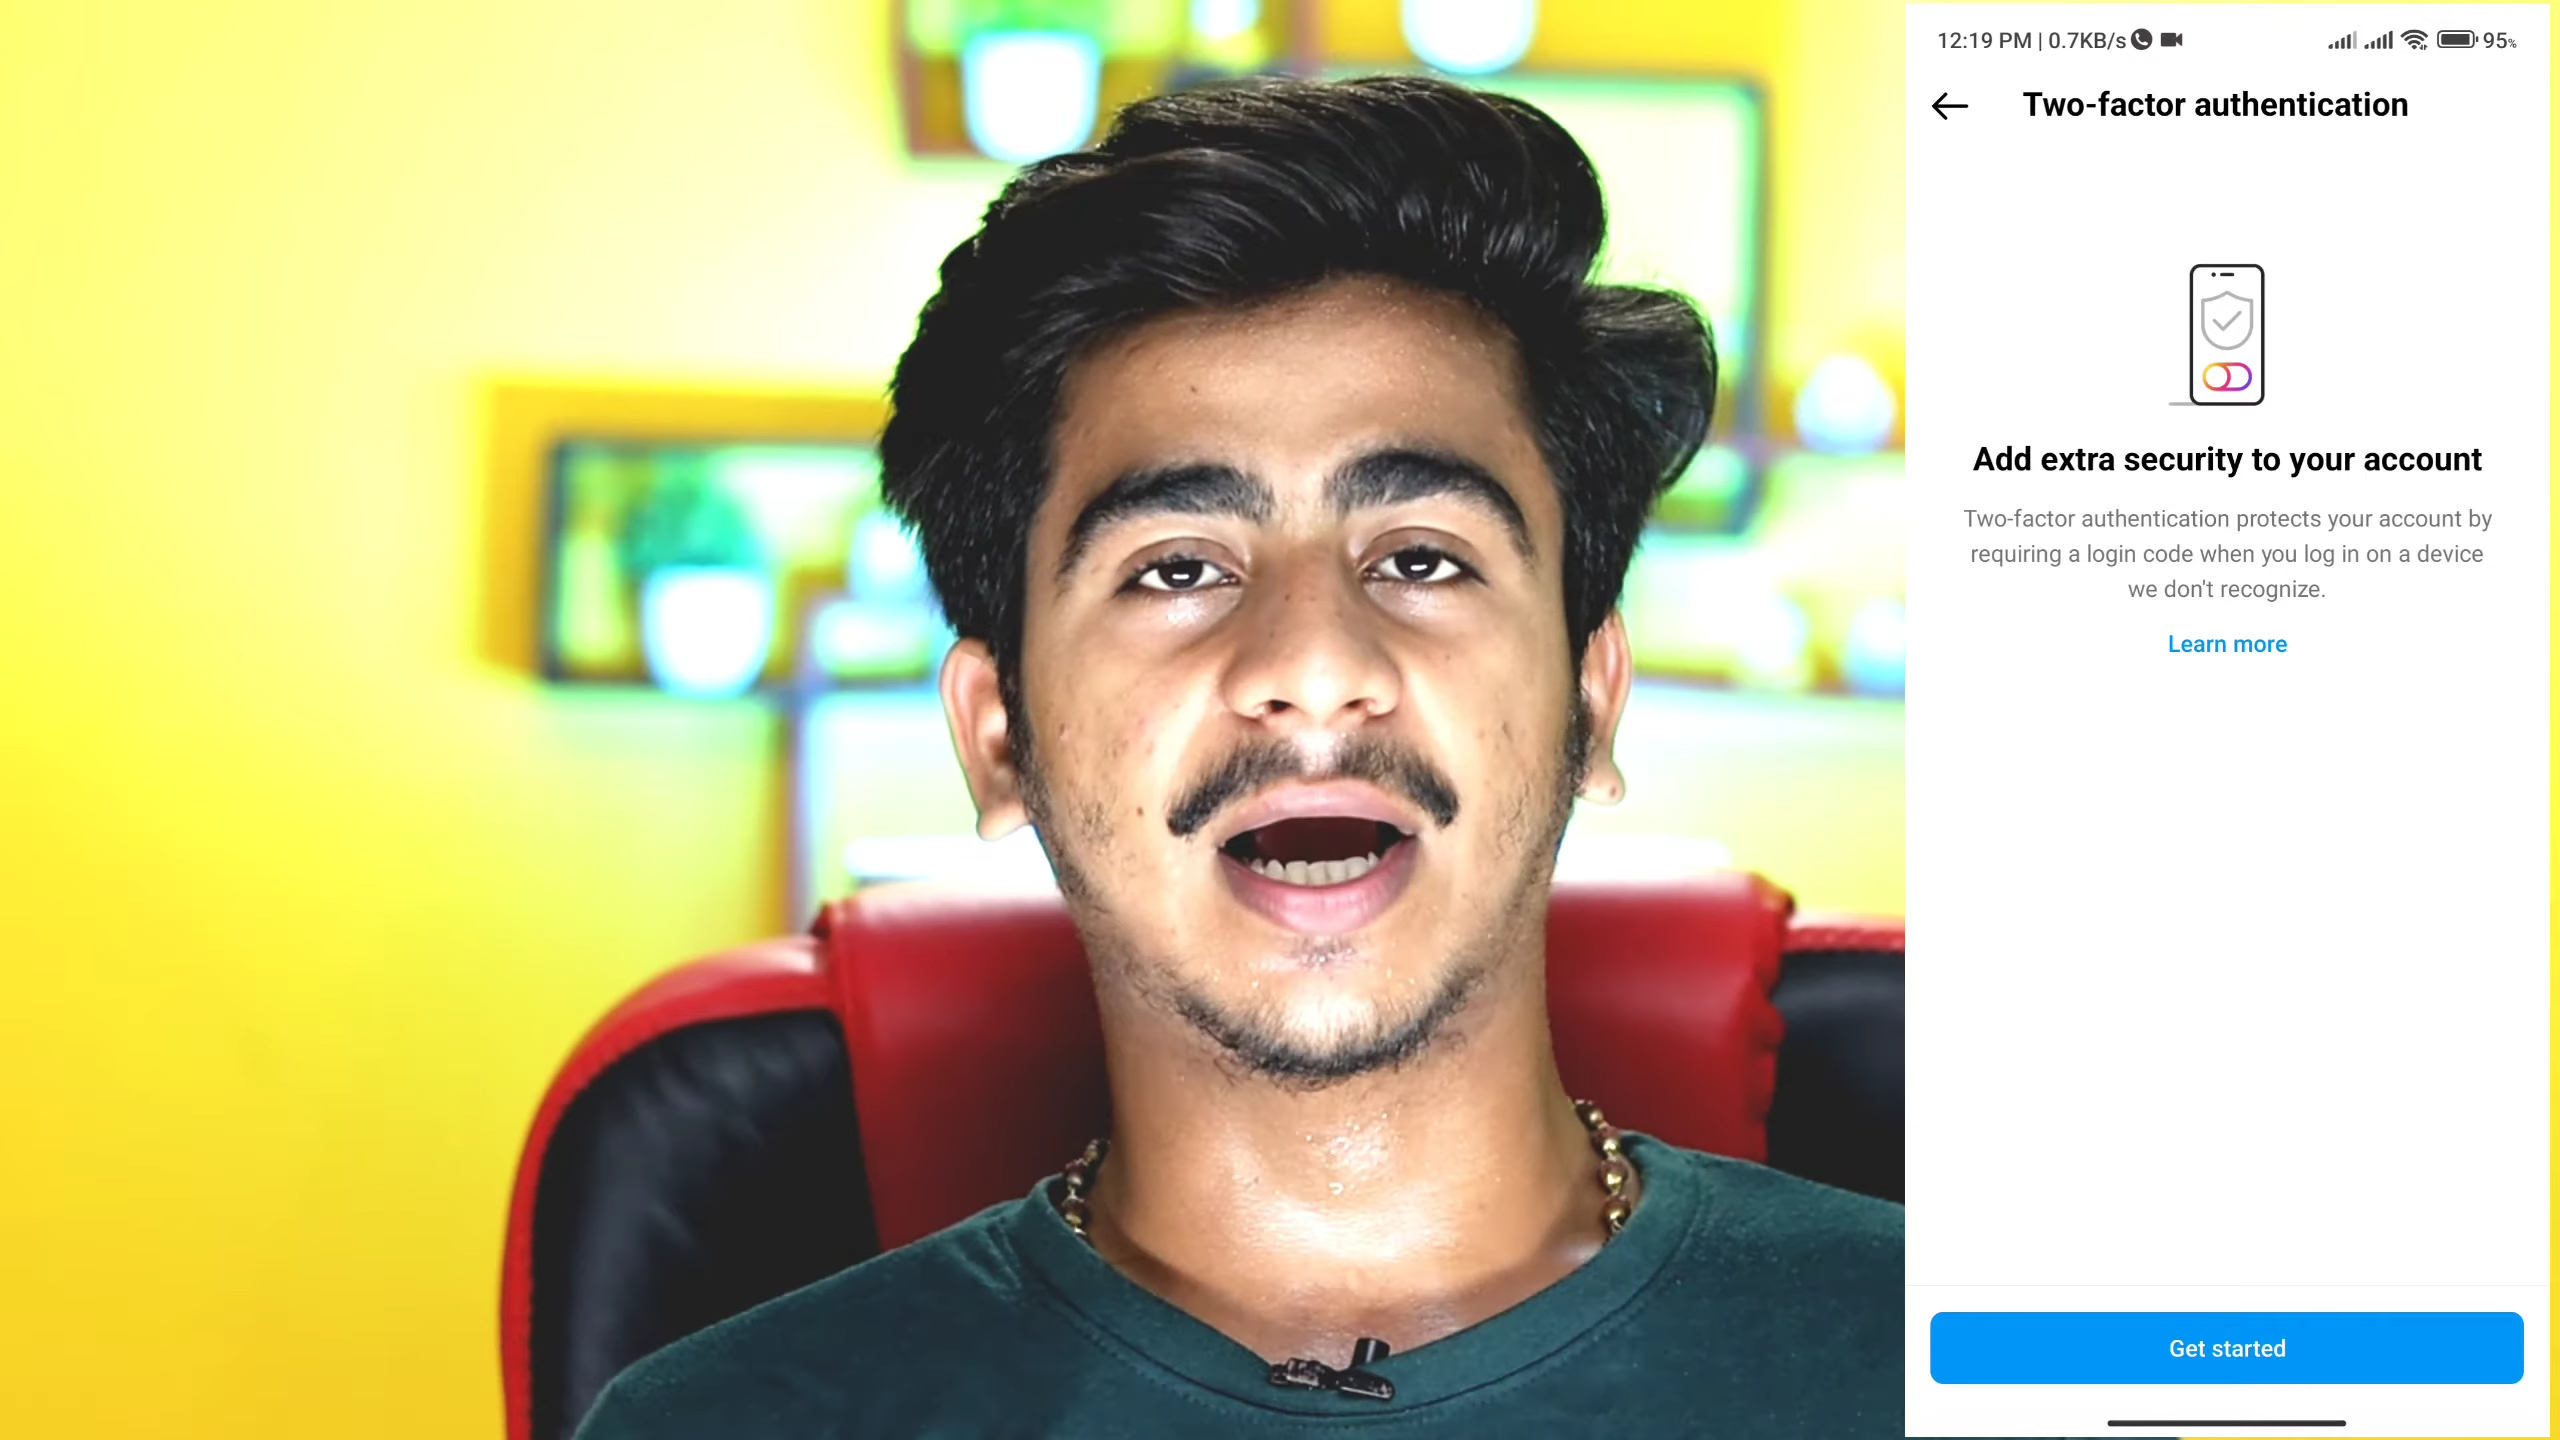 12:19 PM | 0.7KB/s 95%
Two-factor authentication
Add extra security to your account
Two-factor authentication protects your account by
requiring a login code when you log in on a device
we don't recognize.
Learn more
Get started